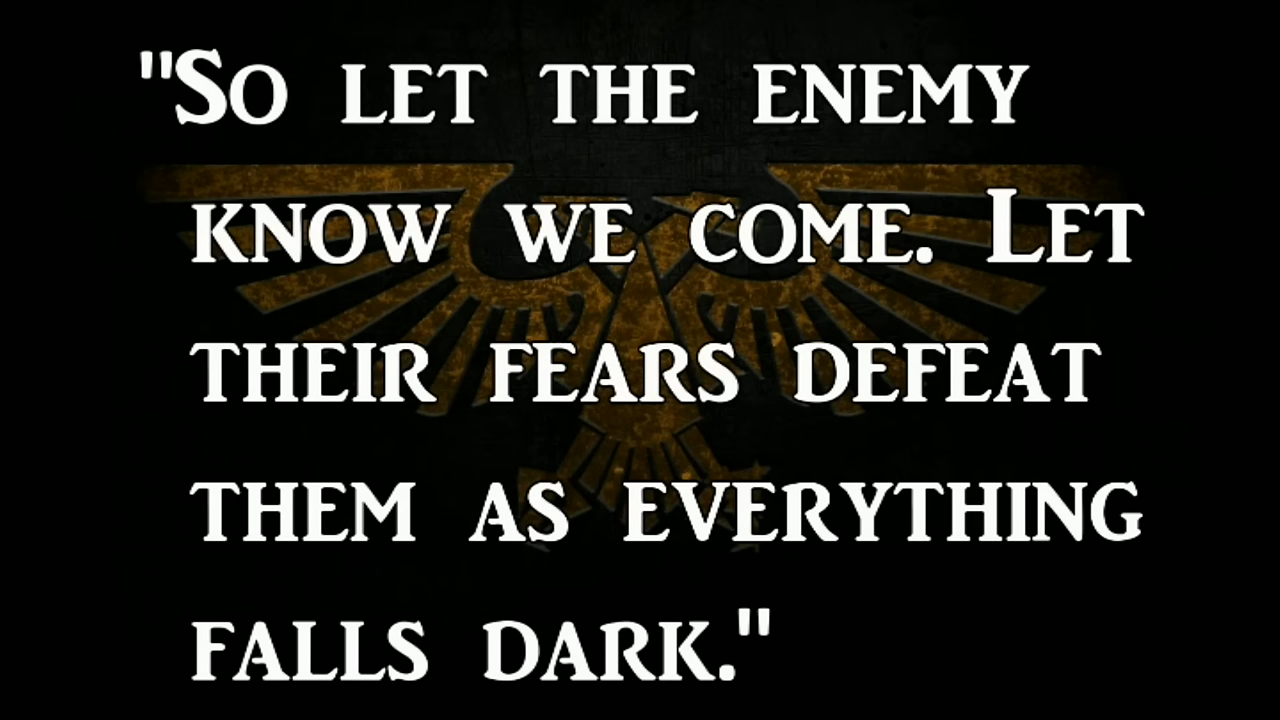 "So let the enemy
know we come. Let
their fears defeat
them as everything
falls dark."